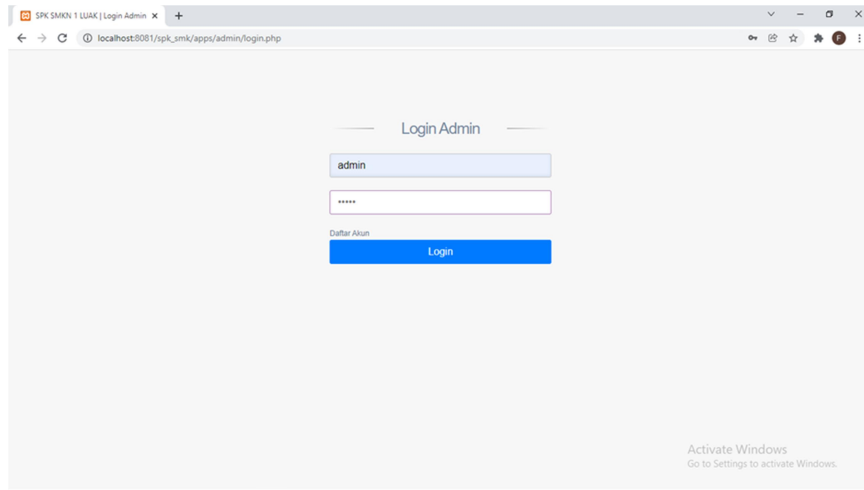 SPK SMKN 1 LUAK | Login Admin
localhost:8081/spk_smk/apps/admin/login.php
F
Login Admin
admin
*****
Daftar Akun
Login
Activate Windows
Go to Settings to activate Windows.